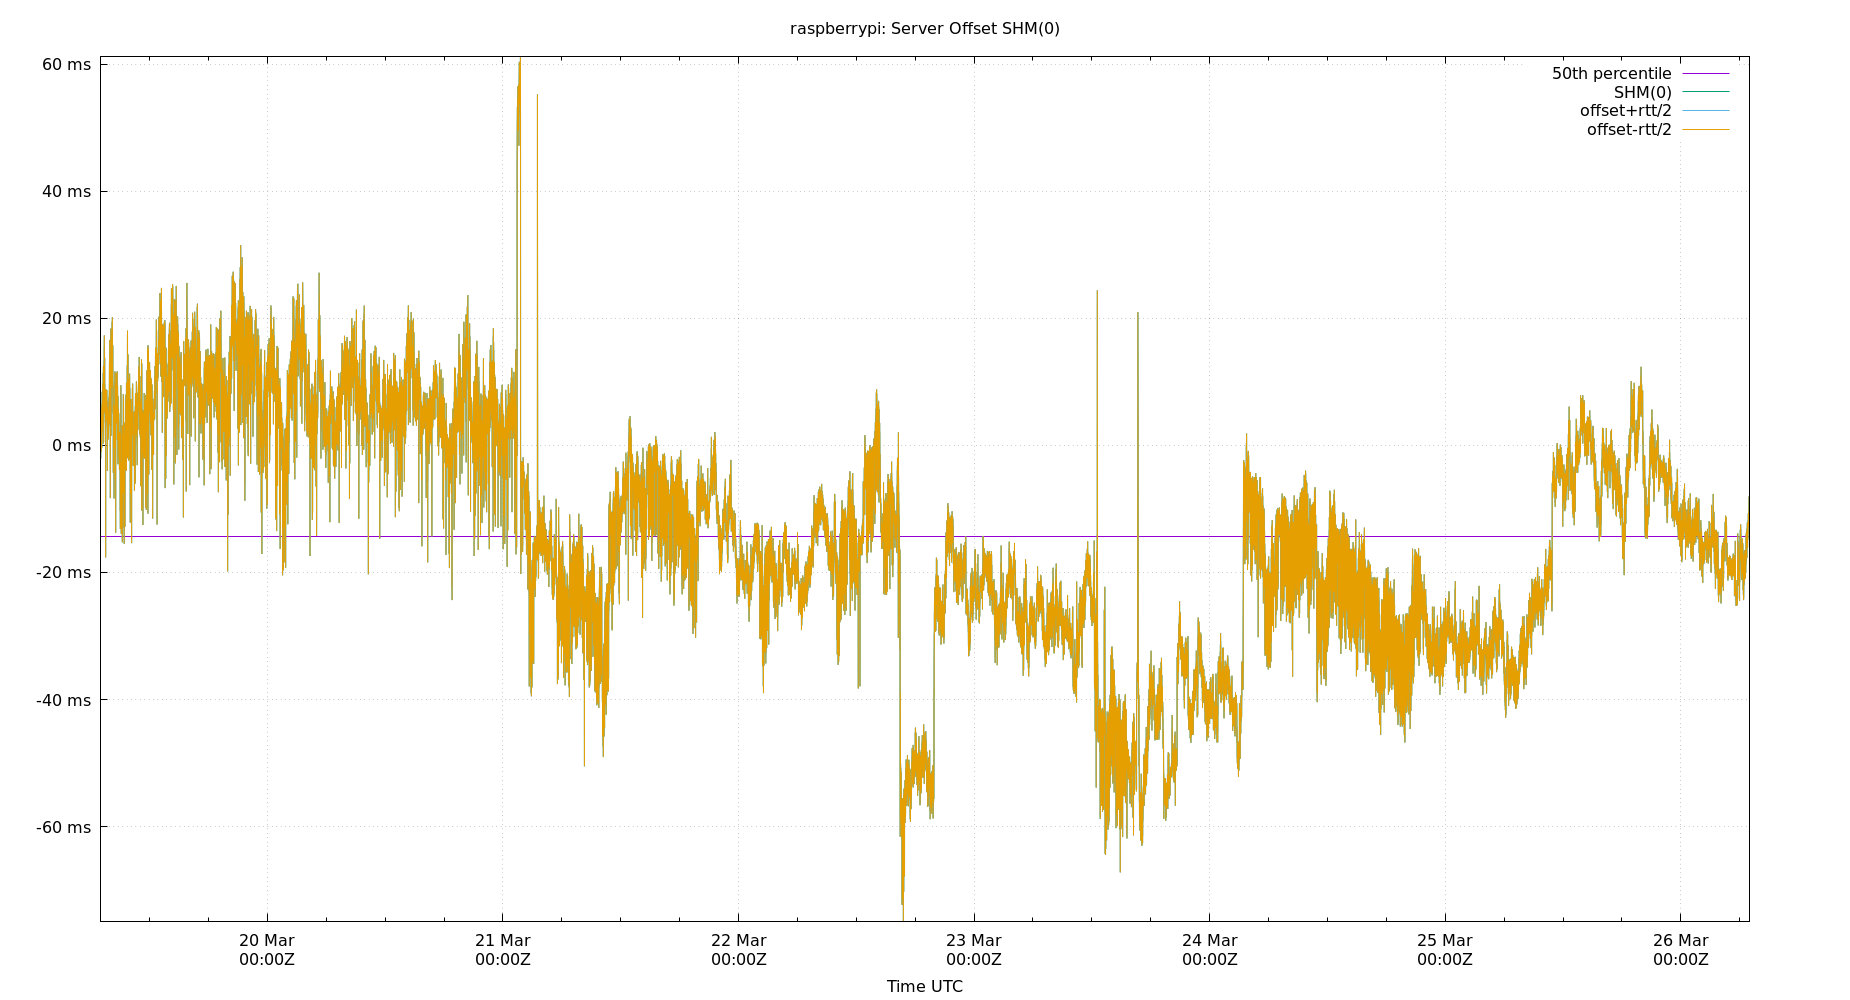 raspberrypi: Server Offset SHM(0)
60 ms
40 ms
20 ms
0 ms
-20 ms
-40 ms
-60 ms
50th percentile
SHM(0)
offset+rtt/2
offset-rtt/2
20 Mar
00:00Z
21 Mar
00:00Z
22 Mar
00:00Z
23 Mar
00:00Z
24 Mar
00:00Z
25 Mar
00:00Z
26 Mar
00:00Z
Time UTC